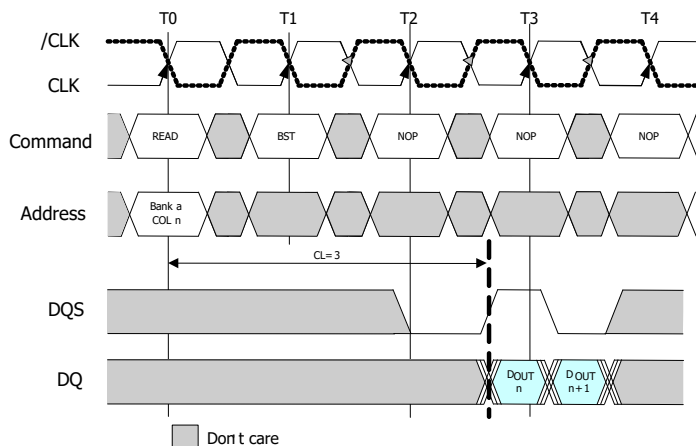 T0 T1 T2 T3 T4
/CLK
CLK
Command READ BST NOP NOP NOP
Address Bank a
COL n
CL= 3
DQS
DQ DOUT
n DOUT
n+1
Don't care